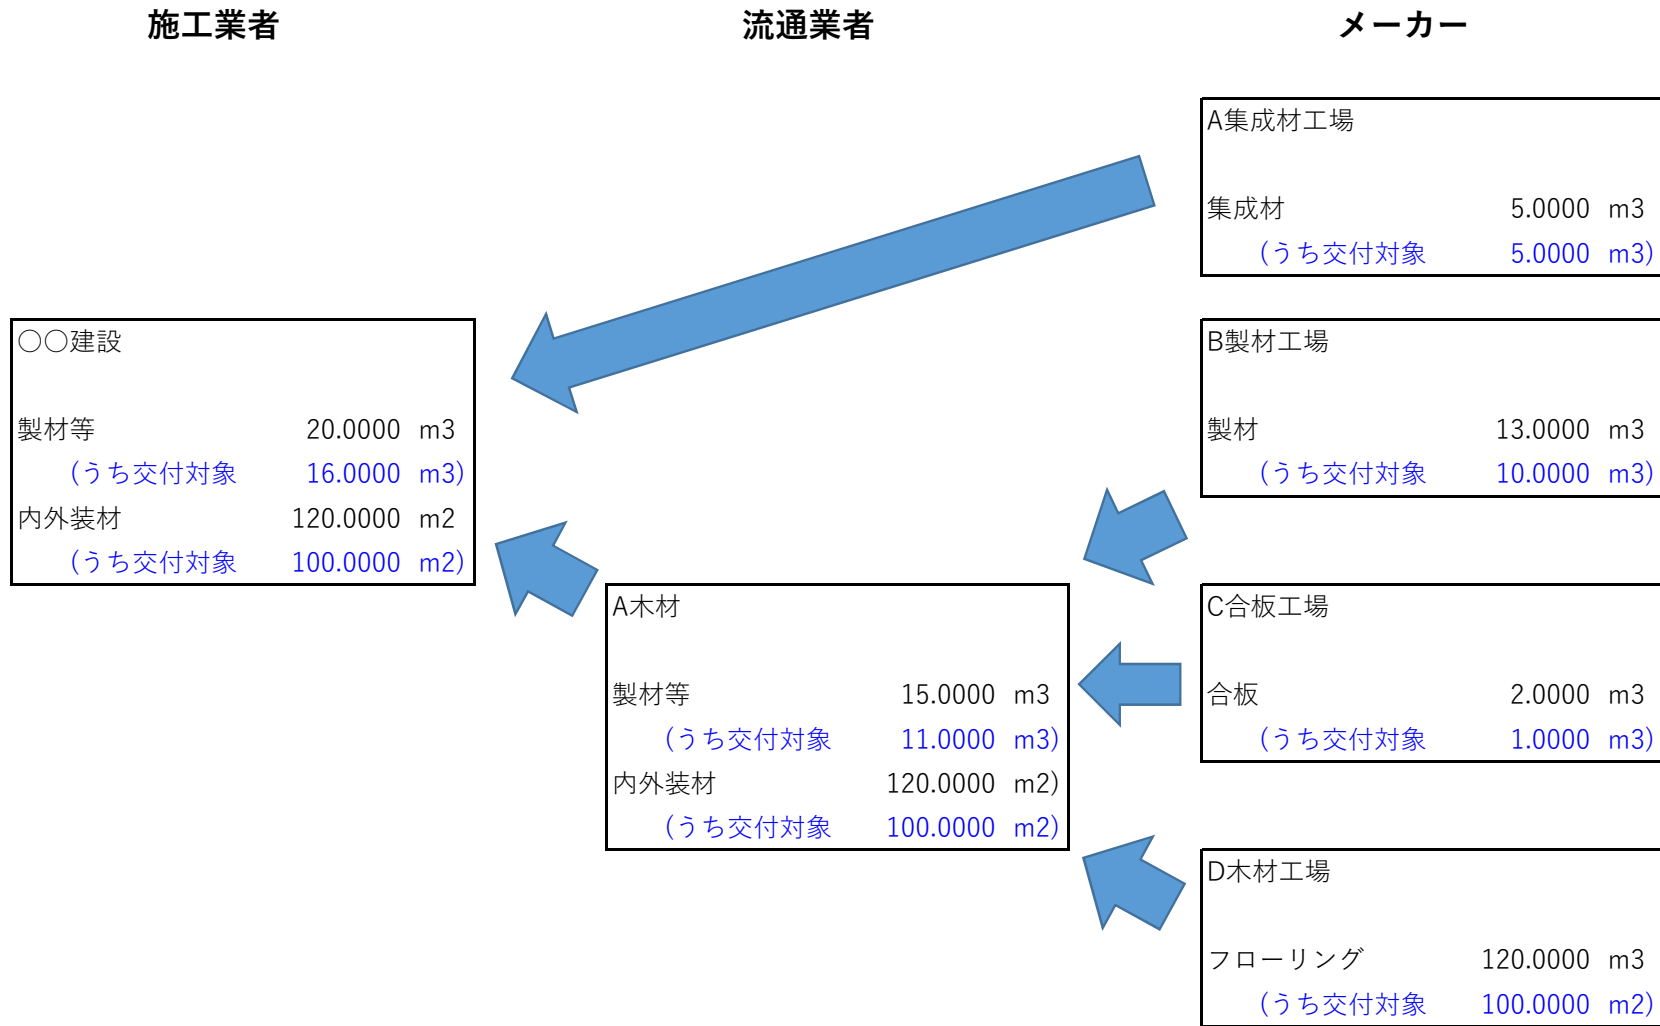 施工業者 流通業者 メーカー
A集成材工場
集成材 5.0000 m3
(うち交付対象 5.0000 m3)
○○建設
製材等 20.0000 m3
(うち交付対象 16.0000 m3)
内外装材 120.0000 m2
(うち交付対象 100.0000 m2)
B製材工場
製材 13.0000 m3
(うち交付対象 10.0000 m3)
A木材
製材等 15.0000 m3
(うち交付対象 11.0000 m3)
内外装材 120.0000 m2)
(うち交付対象 100.0000 m2)
C合板工場
合板 2.0000 m3
(うち交付対象 1.0000 m3)
D木材工場
フローリング 120.0000 m3
(うち交付対象 100.0000 m2)